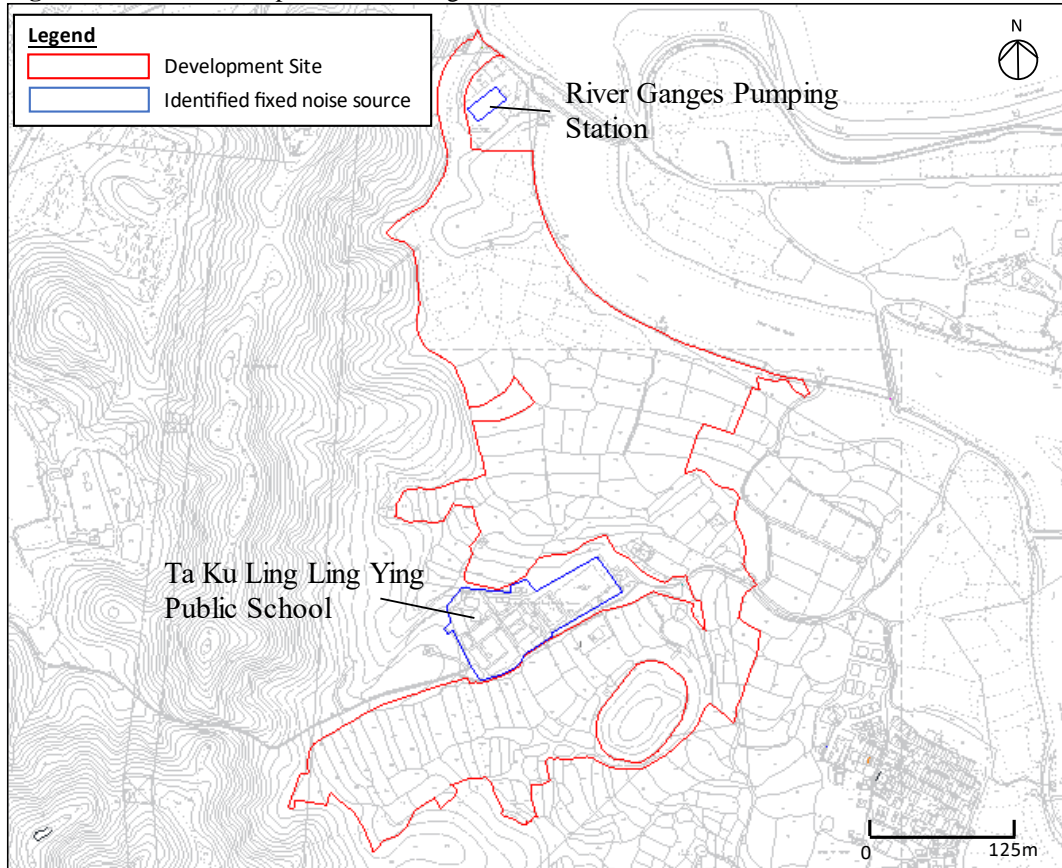 Legend
Development Site
Identified fixed noise source
N
River Ganges Pumping
Station
Ta Ku Ling Ling Ying
Public School
0
125m